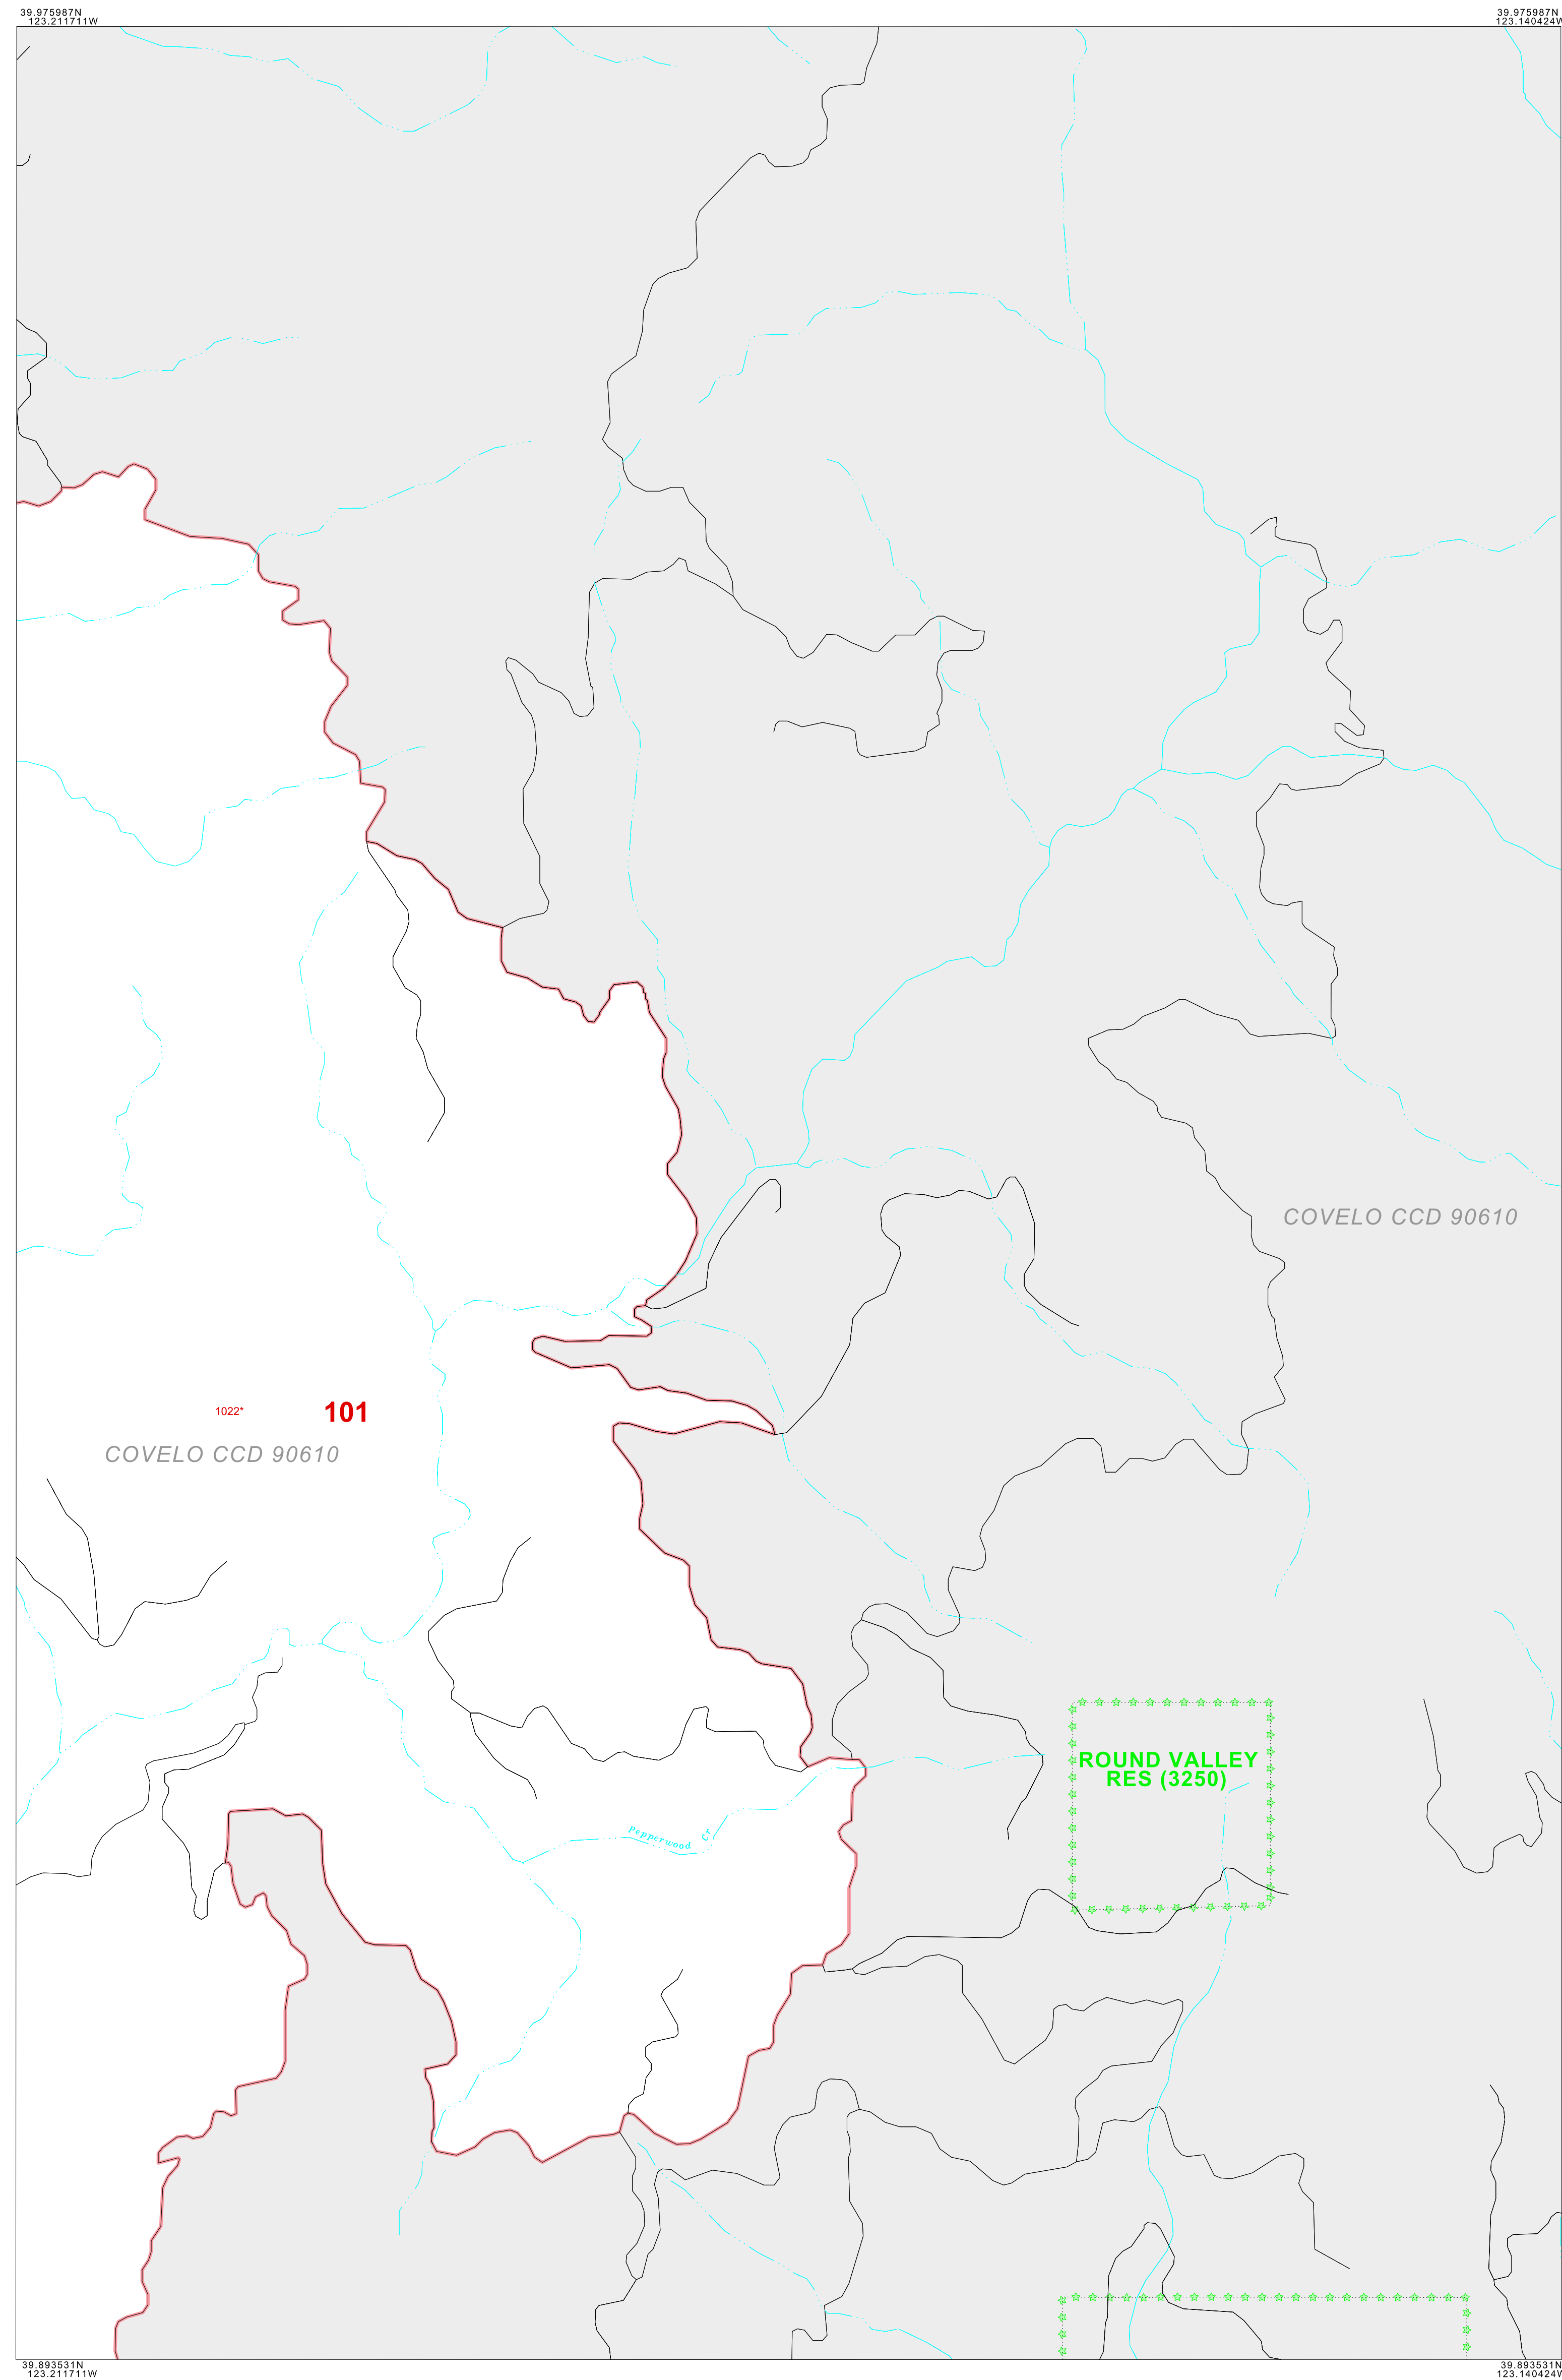 39.975987N
123.211711W
39.975987N
123.140424W
COVELO CCD 90610
1022*
101
COVELO CCD 90610
ROUND VALLEY
RES (3250)
Pepperwood Cr
39.893531N
123.211711W
39.893531N
123.140424W